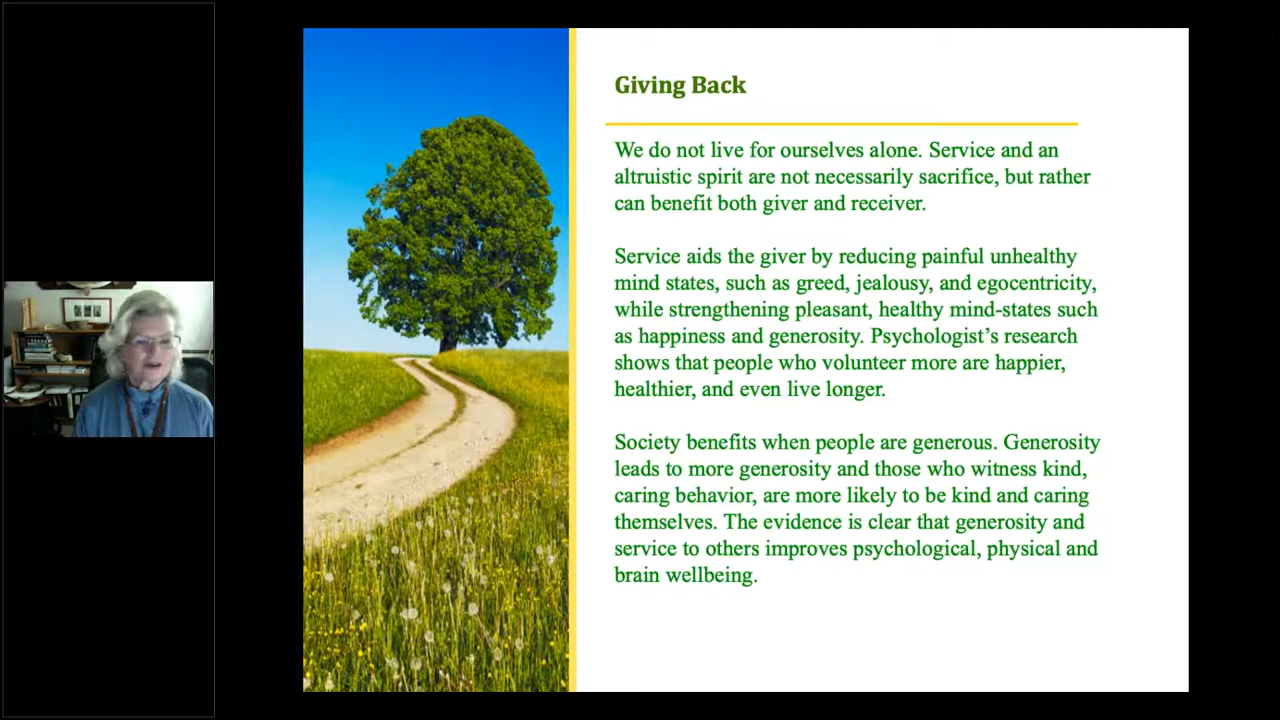 Giving Back
We do not live for ourselves alone. Service and an
altruistic spirit are not necessarily sacrifice, but rather
can benefit both giver and receiver.
Service aids the giver by reducing painful unhealthy
mind states, such as greed, jealousy, and egocentricity,
while strengthening pleasant, healthy mind-states such
as happiness and generosity. Psychologist’s research
shows that people who volunteer more are happier,
healthier, and even live longer.
Society benefits when people are generous. Generosity
leads to more generosity and those who witness kind,
caring behavior, are more likely to be kind and caring
themselves. The evidence is clear that generosity and
service to others improves psychological, physical and
brain wellbeing.